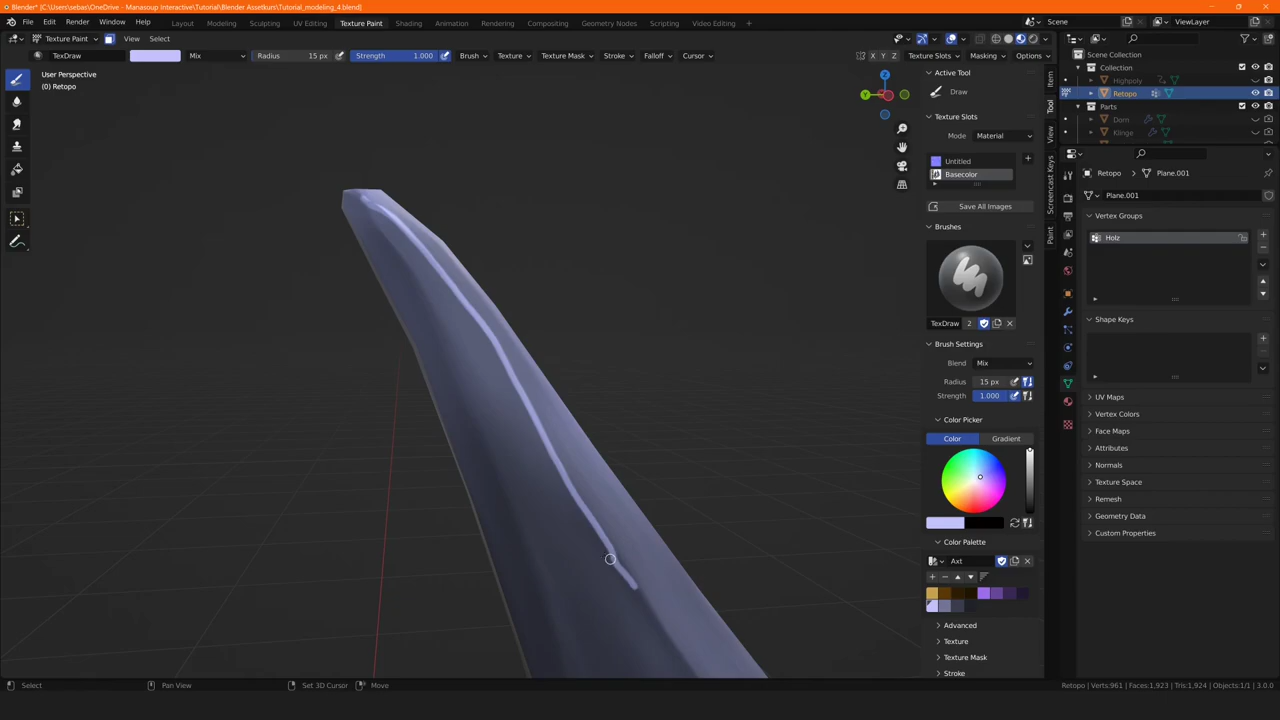 Blender* [C:\Users\sebas\OneDrive - Manasoup Interactive\Tutorial\Blender Assetkurs\Tutorial_modeling_4.blend]
File Edit Render Window Help Layout Modeling Sculpting UV Editing Texture Paint Shading Animation Rendering Compositing Geometry Nodes Scripting Video Editing Scene ViewLayer
Texture Paint View Select
TexDraw Mix Radius 15 px Strength 1.000 Brush Texture Texture Mask Stroke Falloff Cursor X Y Z Texture Slots Masking Options
User Perspective
(0) Retopo
Z
Y
Active Tool
Draw
Texture Slots
Mode Material
Untitled
Basecolor
Save All Images
Brushes
TexDraw 2
Brush Settings
Blend Mix
Radius 15 px
Strength 1.000
Color Picker
Color Gradient
Color Palette
Axt
Advanced
Texture
Texture Mask
Stroke
Item
Tool
View
Screencast Keys
Paint
Scene Collection
Collection
Highpoly
Retopo
Parts
Dorn
Klinge
Retopo Plane.001
Plane.001
Vertex Groups
Holz
Shape Keys
UV Maps
Vertex Colors
Face Maps
Attributes
Normals
Texture Space
Remesh
Geometry Data
Custom Properties
Select Pan View Set 3D Cursor Move Retopo | Verts:961 | Faces:1,923 | Tris:1,924 | Objects:1/1 | 3.0.0